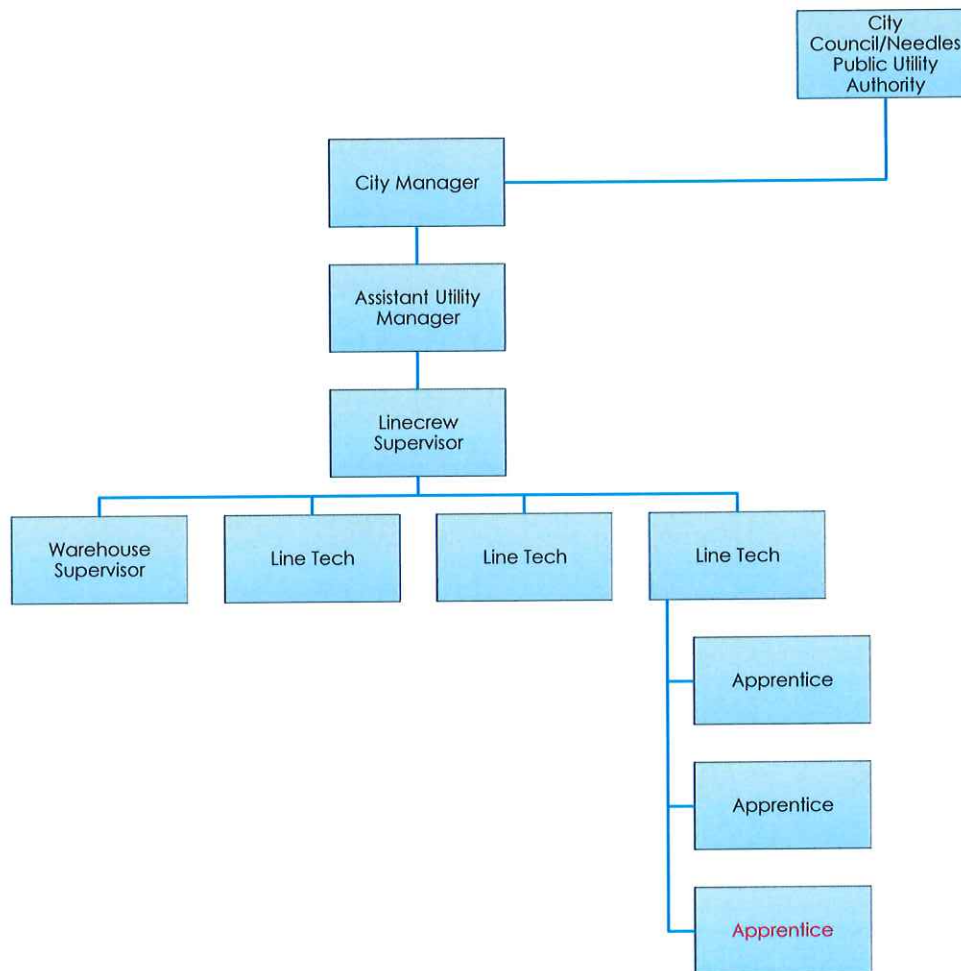 City
Council/Needles
Public Utility
Authority
City Manager
Assistant Utility
Manager
Linecrew
Supervisor
Warehouse
Supervisor
Line Tech
Line Tech
Line Tech
Apprentice
Apprentice
Apprentice